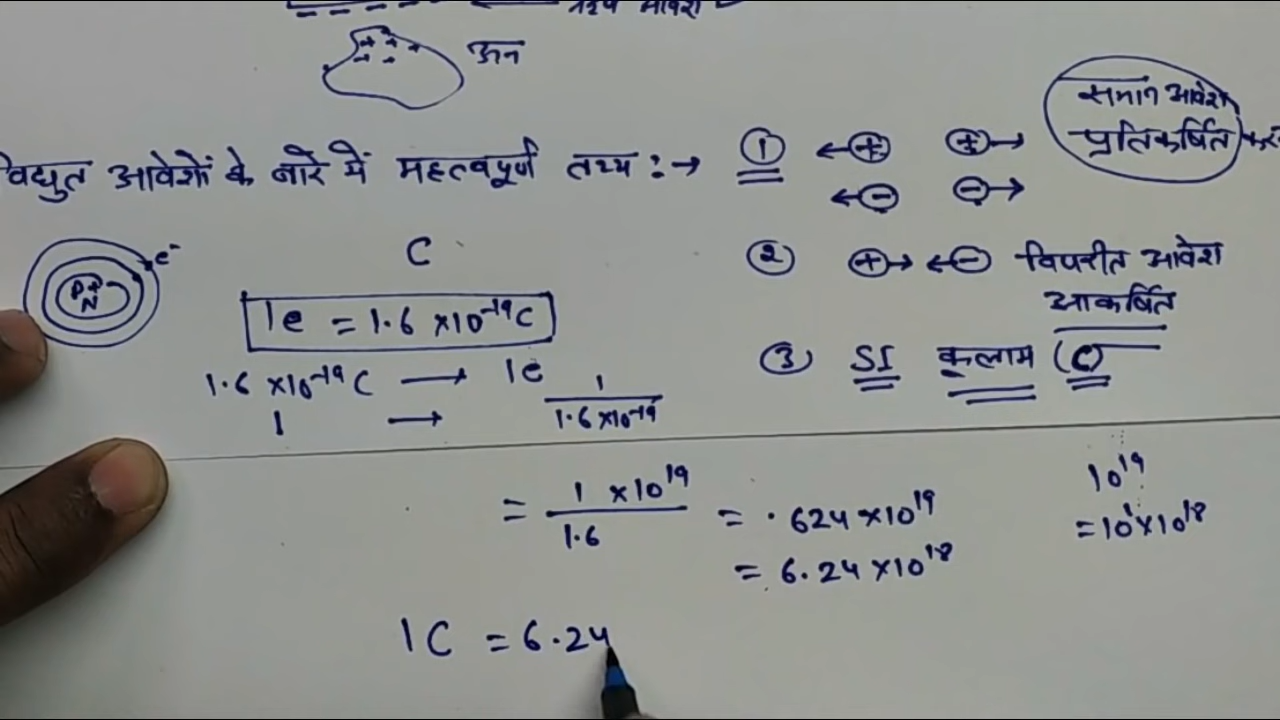 ऊन
विद्युत आवेशों के बारे में महत्वपूर्ण तथ्य :→ ① ←⊕ ⊕→ समान आवेश
प्रतिकर्षित
←⊖ ⊖→
② ⊕→ ←⊖ विपरीत आवेश
आकर्षित
③ SI कूलाम (C)
e⁻
P+
N
C
1e = 1.6 ×10⁻¹⁹C
1.6 ×10⁻¹⁹C → 1e
1 → 1 / 1.6 ×10⁻¹⁹
= 1 ×10¹⁹ / 1.6 = .624 ×10¹⁹
= 6.24 ×10¹⁸
10¹⁹
= 10¹×10¹⁸
1C = 6.24